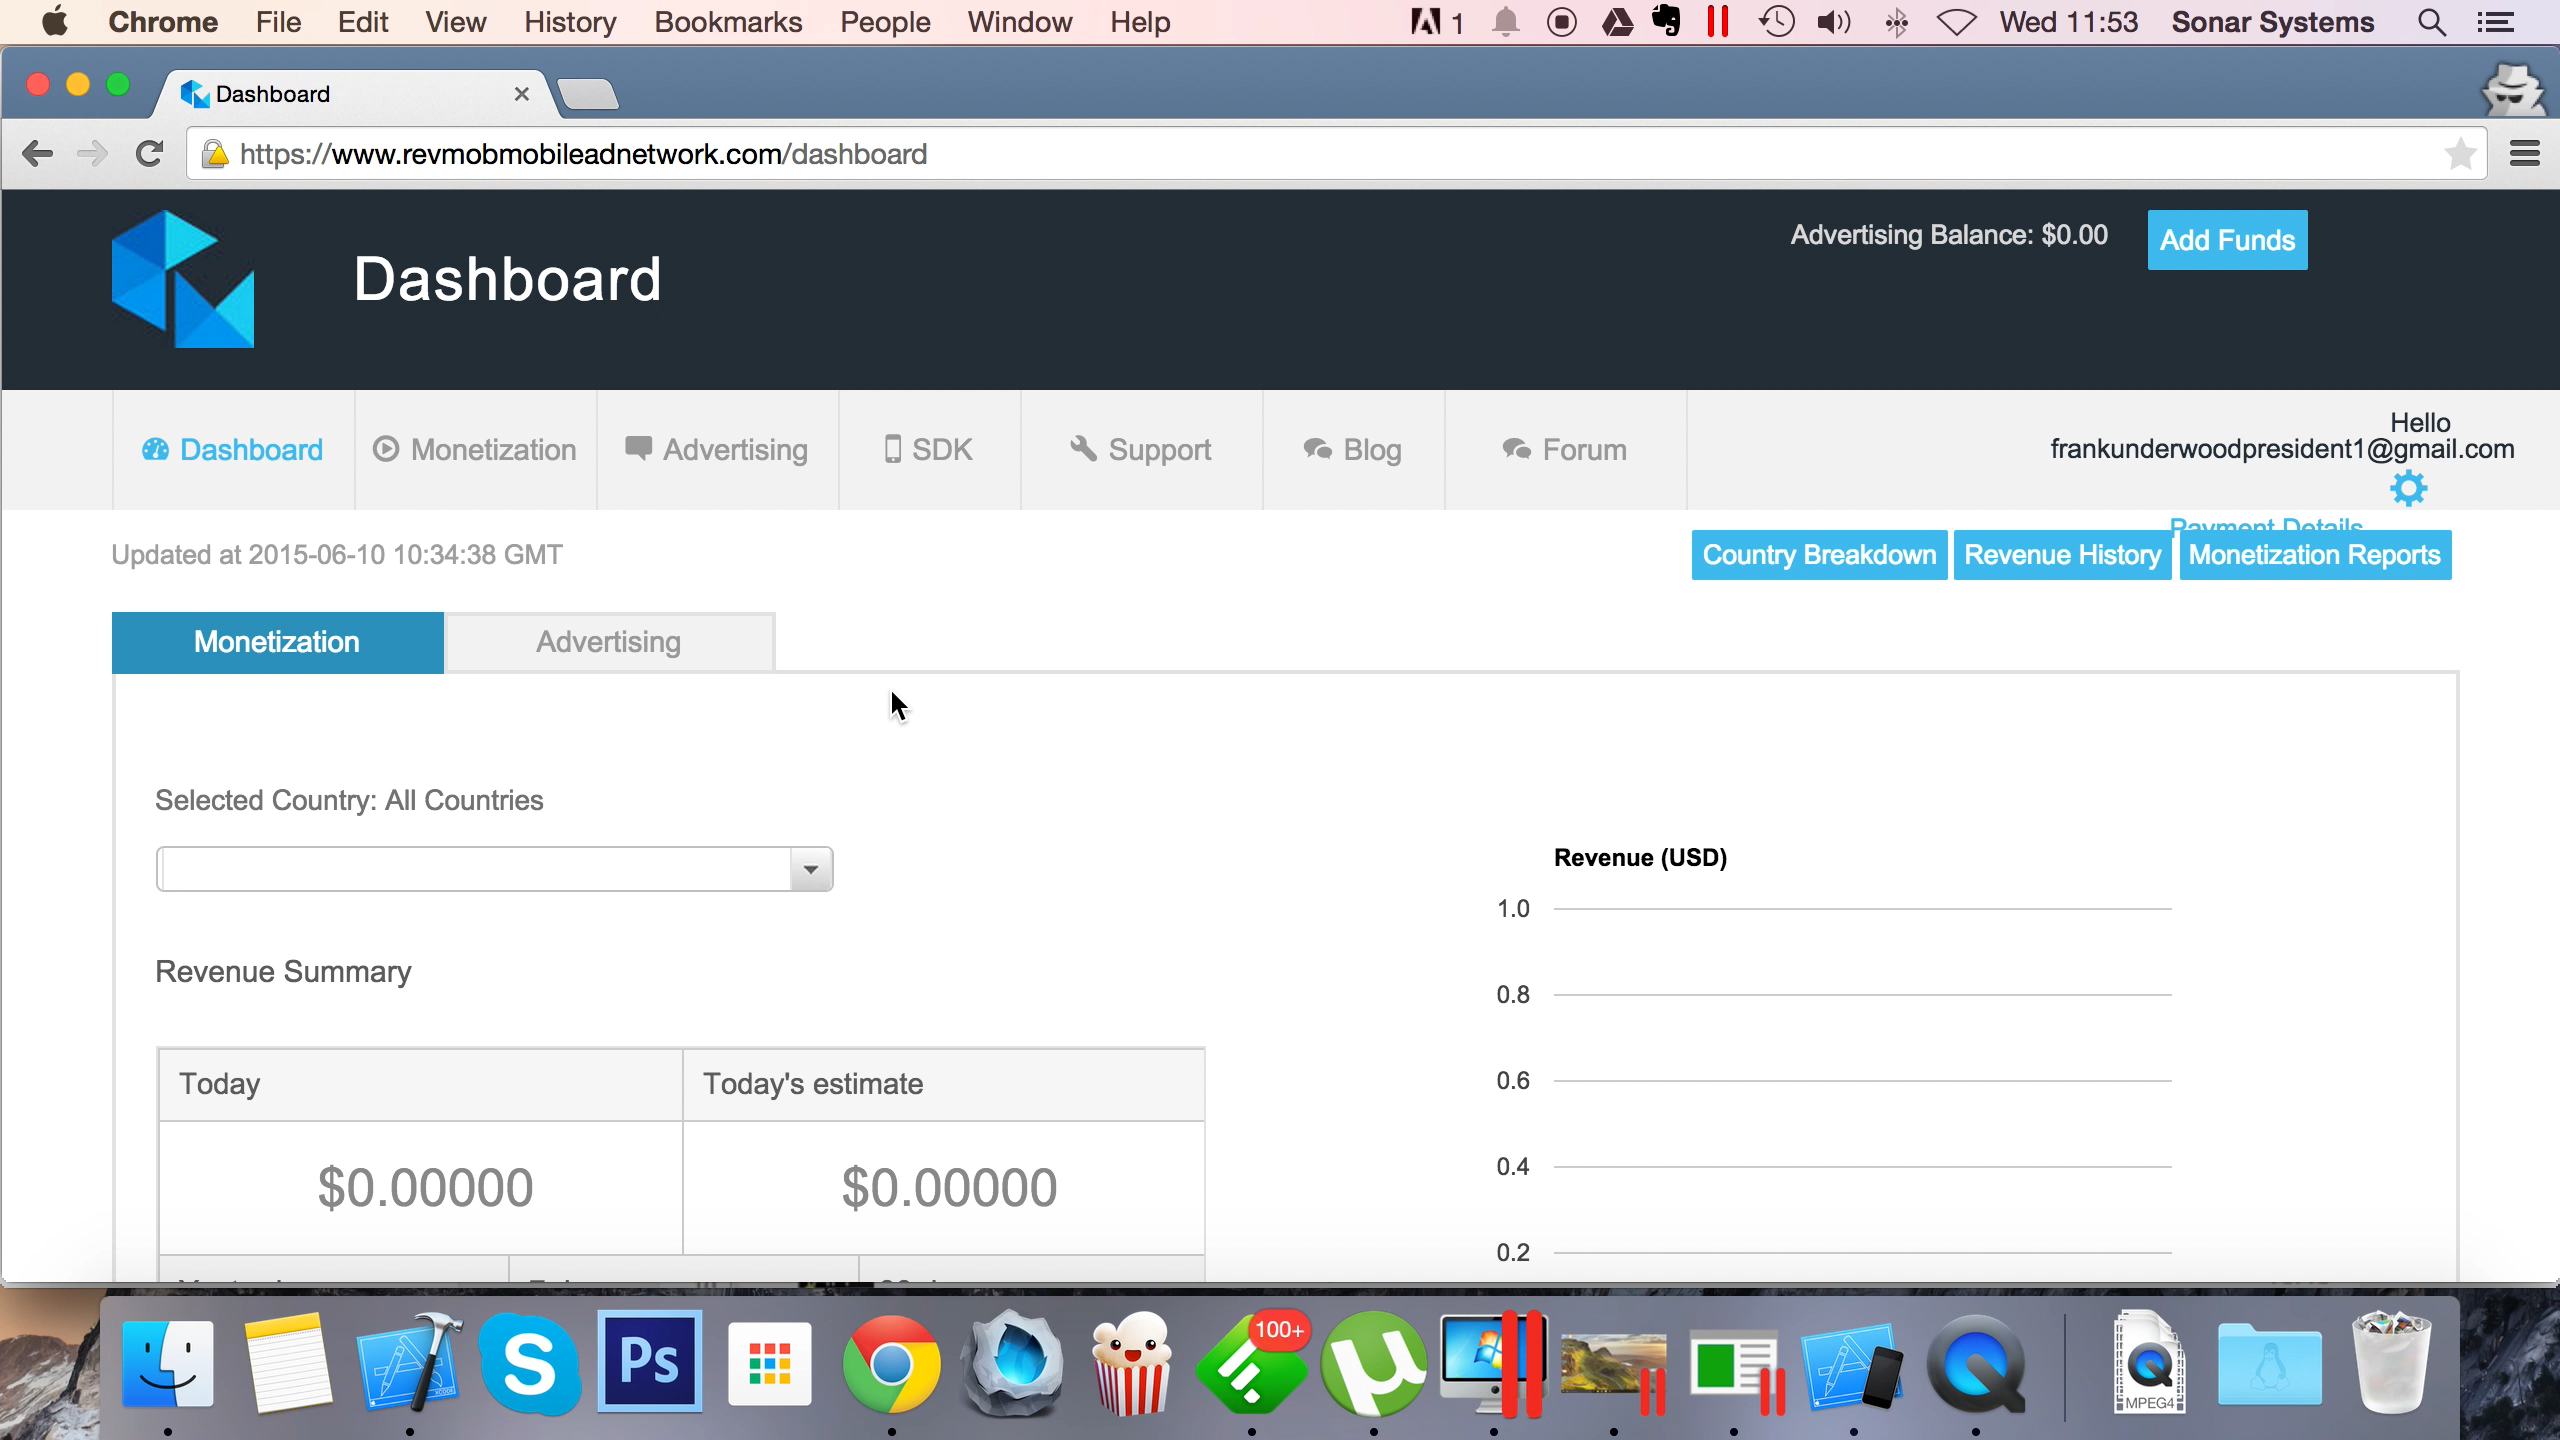 Chrome File Edit View History Bookmarks People Window Help 1 Wed 11:53 Sonar Systems
Dashboard
https://www.revmobmobileadnetwork.com/dashboard
Dashboard
Advertising Balance: $0.00
Add Funds
Dashboard Monetization Advertising SDK Support Blog Forum
Hello
frankunderwoodpresident1@gmail.com
Payment Details
Updated at 2015-06-10 10:34:38 GMT
Country Breakdown Revenue History Monetization Reports
Monetization Advertising
Selected Country: All Countries
Revenue Summary
Today Today's estimate
$0.00000 $0.00000
Revenue (USD)
1.0
0.8
0.6
0.4
0.2
Ps
100+
MPEG4